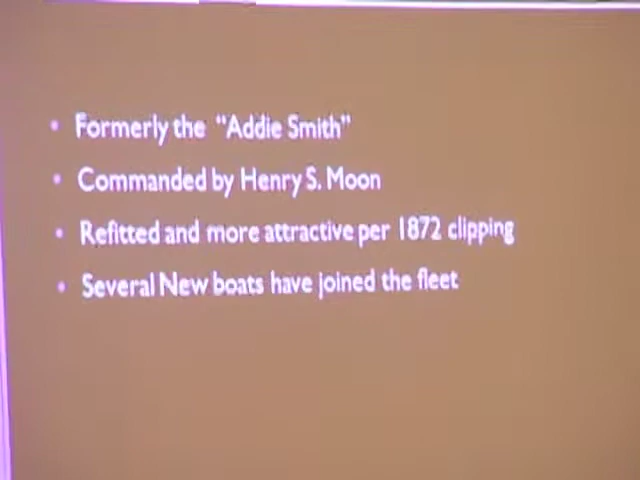 • Formerly the "Addie Smith"
• Commanded by Henry S. Moon
• Refitted and more attractive per 1872 clipping
• Several New boats have joined the fleet